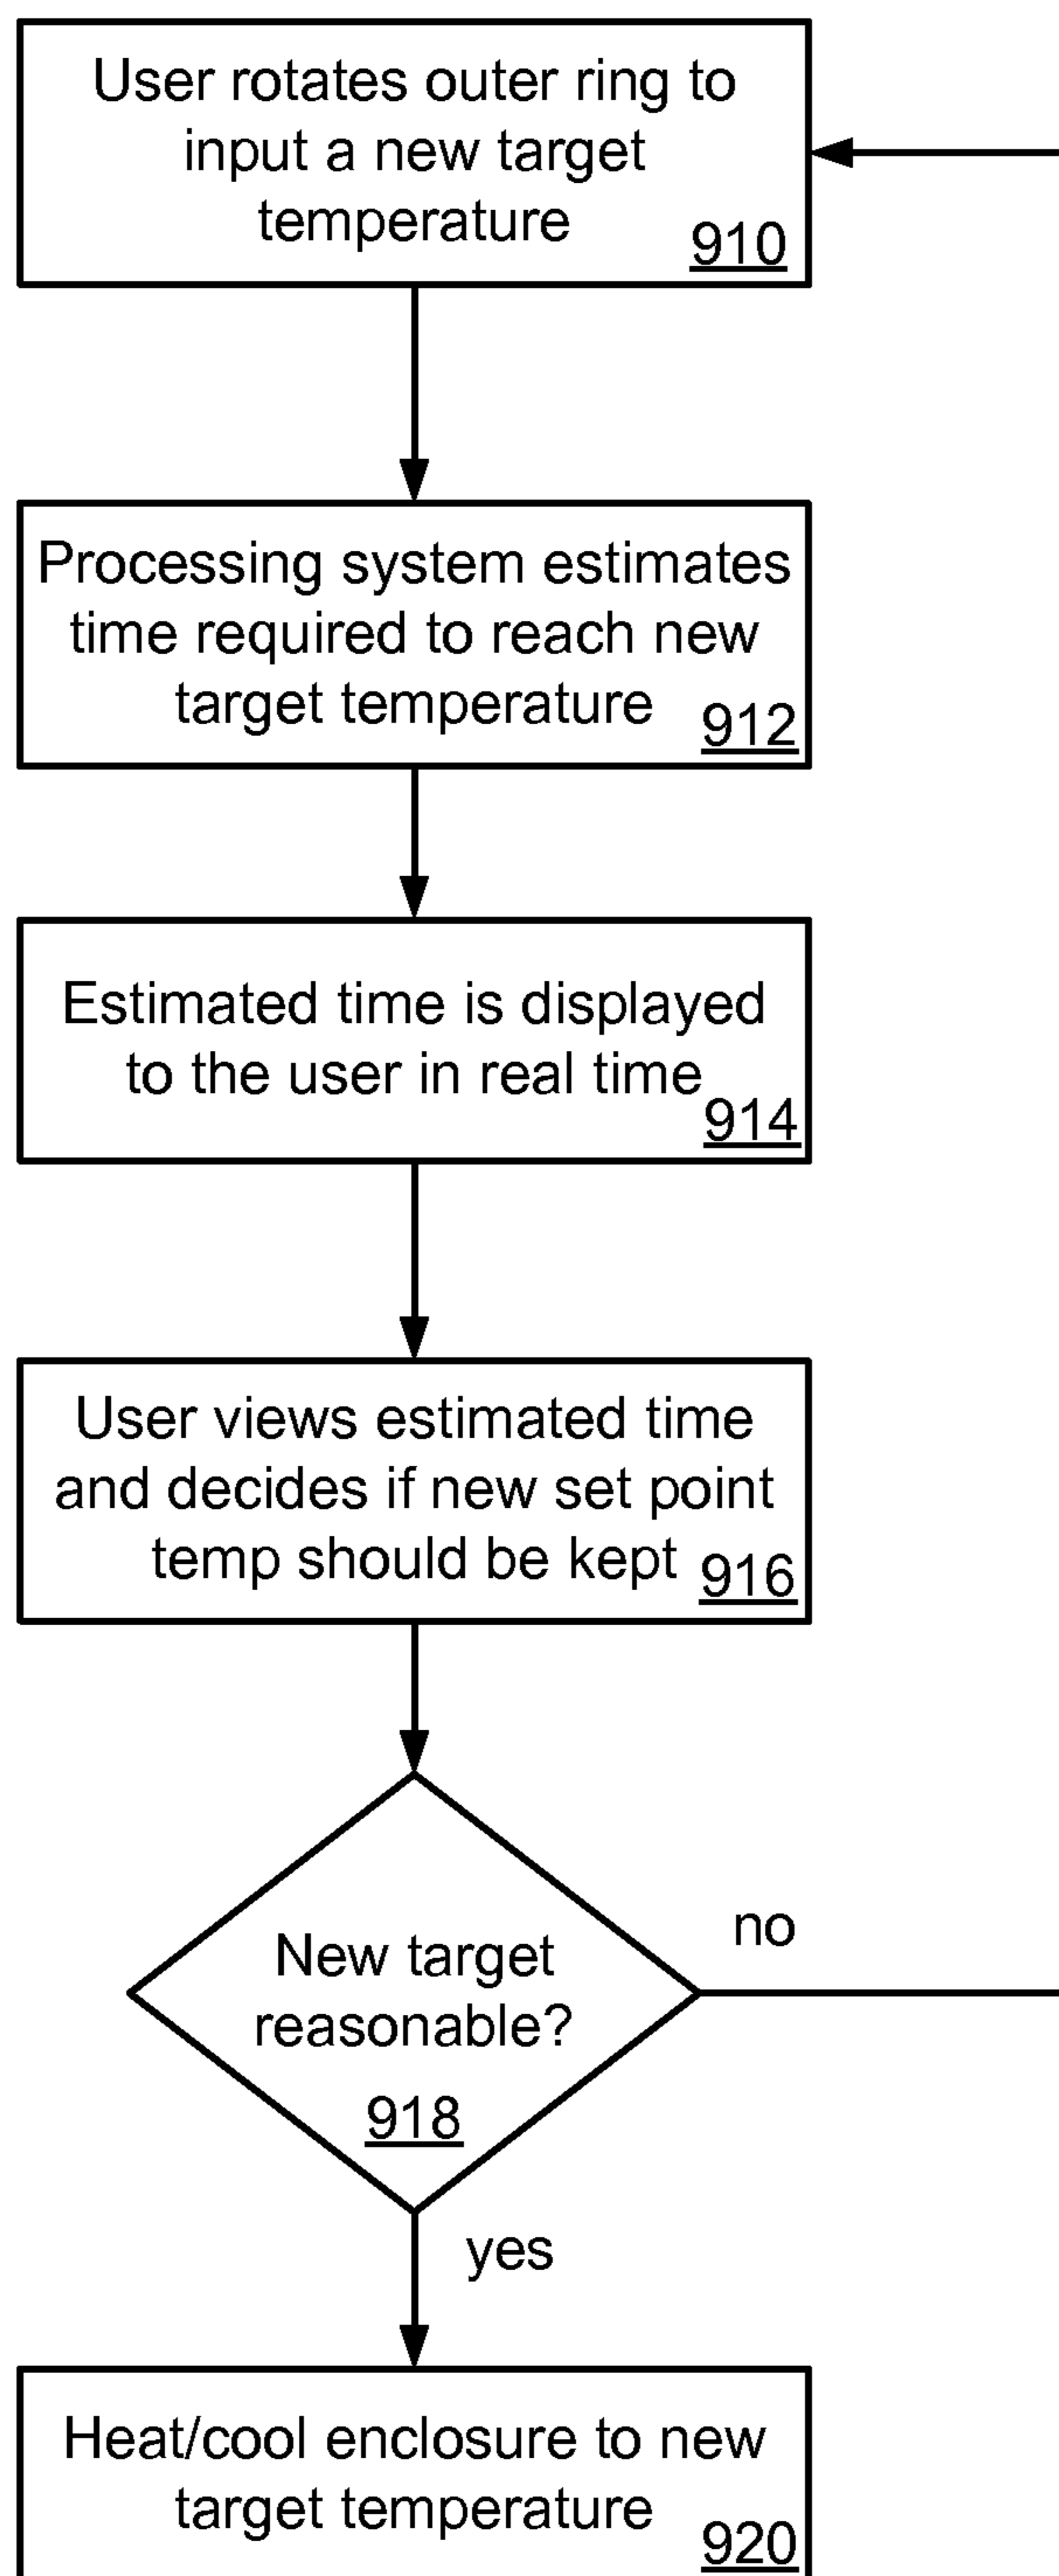 User rotates outer ring to
input a new target
temperature
910
Processing system estimates
time required to reach new
target temperature
912
Estimated time is displayed
to the user in real time
914
User views estimated time
and decides if new set point
temp should be kept
916
New target
reasonable?
918
no
yes
Heat/cool enclosure to new
target temperature
920